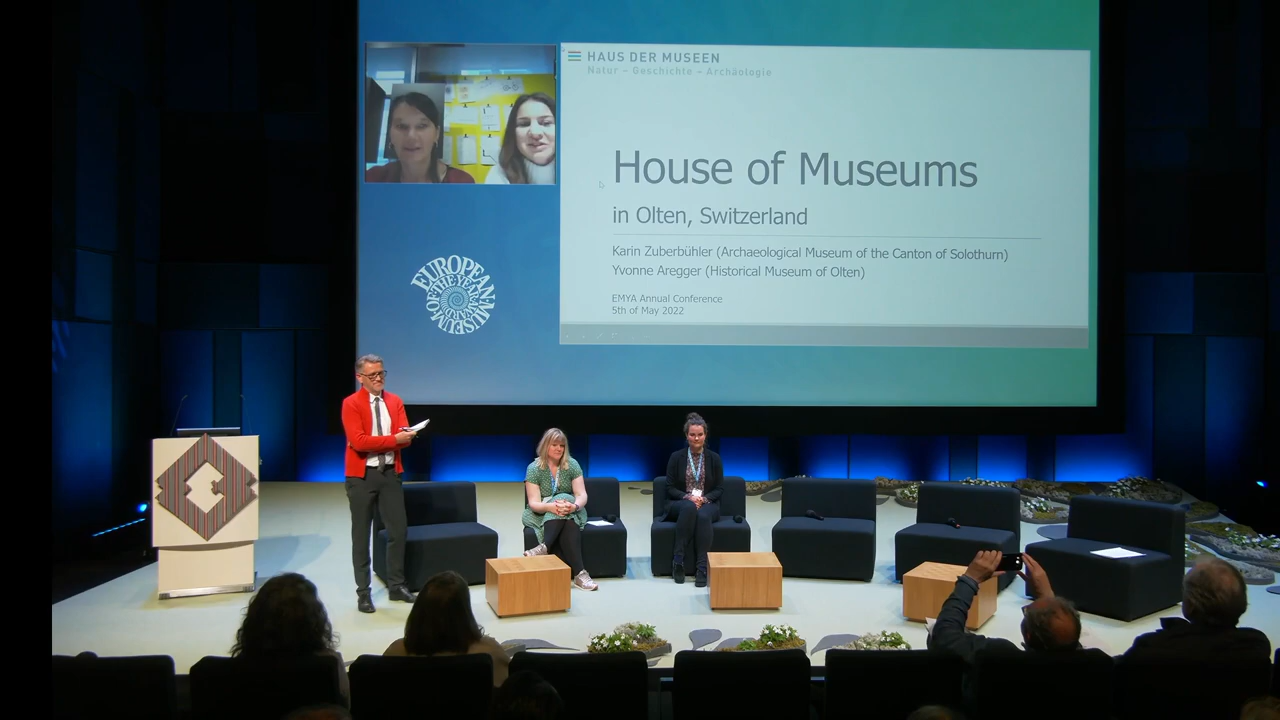 HAUS DER MUSEEN
Natur – Geschichte – Archäologie
House of Museums
in Olten, Switzerland
Karin Zuberbühler (Archaeological Museum of the Canton of Solothurn)
Yvonne Aregger (Historical Museum of Olten)
EMYA Annual Conference
5th of May 2022
EUROPEAN MUSEUM
OF THE YEAR AWARD